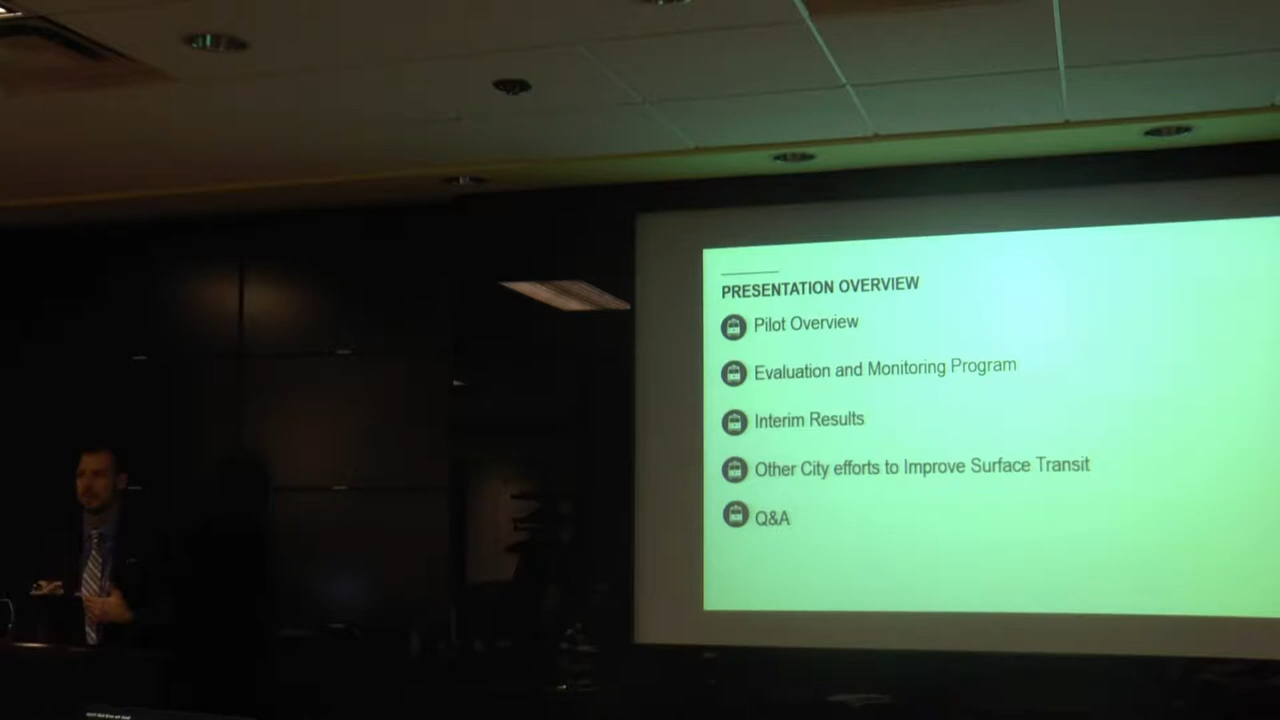 PRESENTATION OVERVIEW
Pilot Overview
Evaluation and Monitoring Program
Interim Results
Other City efforts to Improve Surface Transit
Q&A